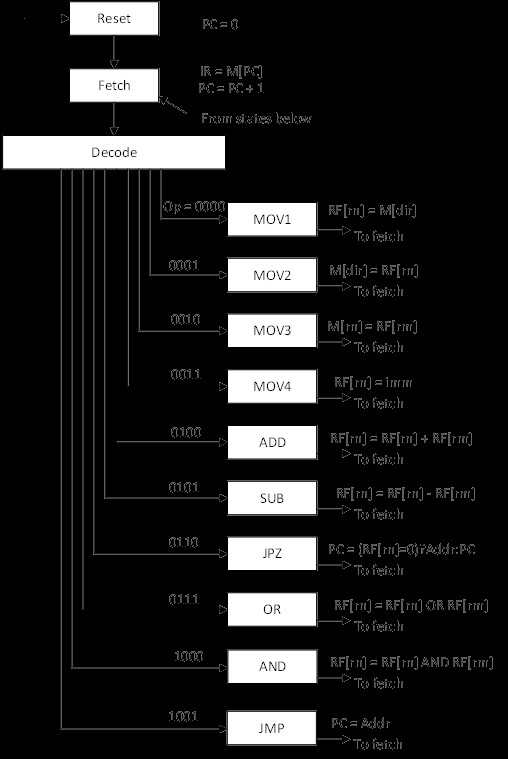 Reset
PC = 0
Fetch
IR = M[PC]
PC = PC + 1
From states below
Decode
Op = 0000
MOV1
RF[rn] = M[dir]
To fetch
0001
MOV2
M[dir] = RF[rn]
To fetch
0010
MOV3
M[rn] = RF[rm]
To fetch
0011
MOV4
RF[rn] = imm
To fetch
0100
ADD
RF[rn] = RF[rn] + RF[rm]
To fetch
0101
SUB
RF[rn] = RF[rn] - RF[rm]
To fetch
0110
JPZ
PC = (RF[rn]=0)?Addr:PC
To fetch
0111
OR
RF[rn] = RF[rn] OR RF[rm]
To fetch
1000
AND
RF[rn] = RF[rn] AND RF[rm]
To fetch
1001
JMP
PC = Addr
To fetch